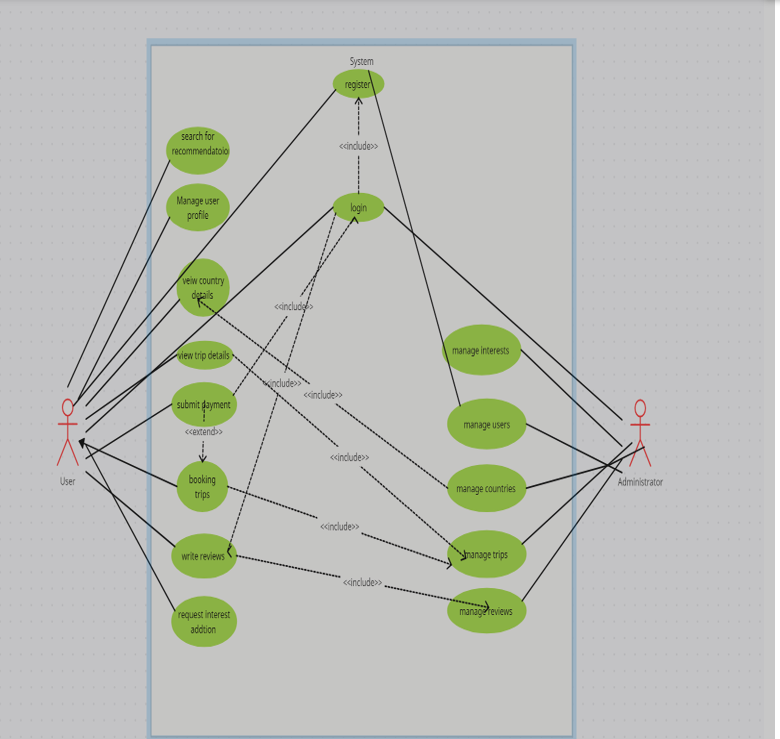 System
register
search for
recommendatoion
<<include>>
Manage user
profile
login
veiw country
details
<<include>>
manage interests
view trip details
<<include>>
<<include>>
submit payment
manage users
<<extend>>
<<include>>
User
booking
trips
manage countries
Administrator
<<include>>
write reviews
manage trips
<<include>>
request interest
addtion
manage reviews